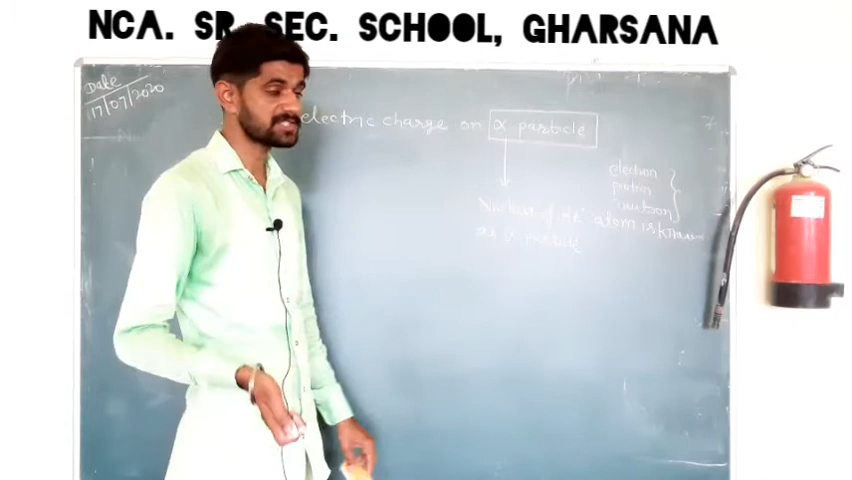 NCA. SR. SEC. SCHOOL, GHARSANA
Date
17/07/2020
electric charge on α particle
electron
proton
neutron
Nucleus of He atom is known
as α particle